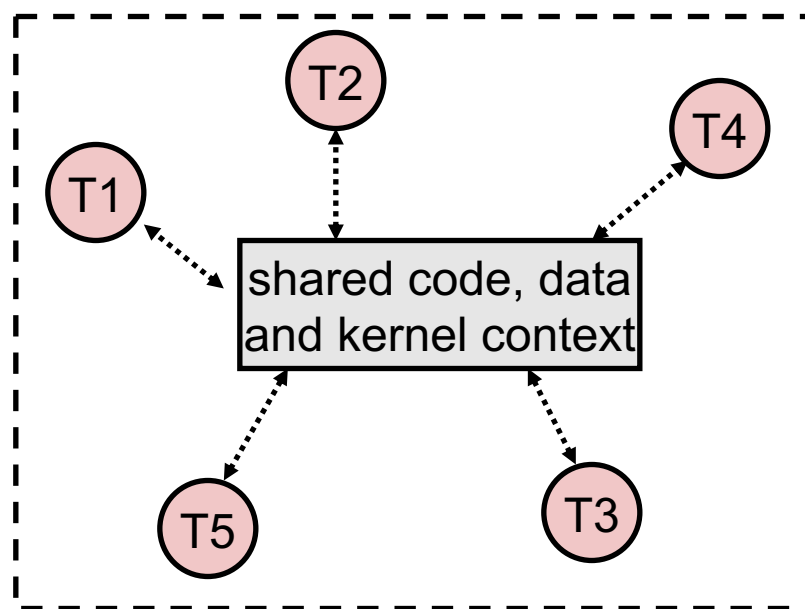 T2
T4
T1
shared code, data
and kernel context
T5
T3